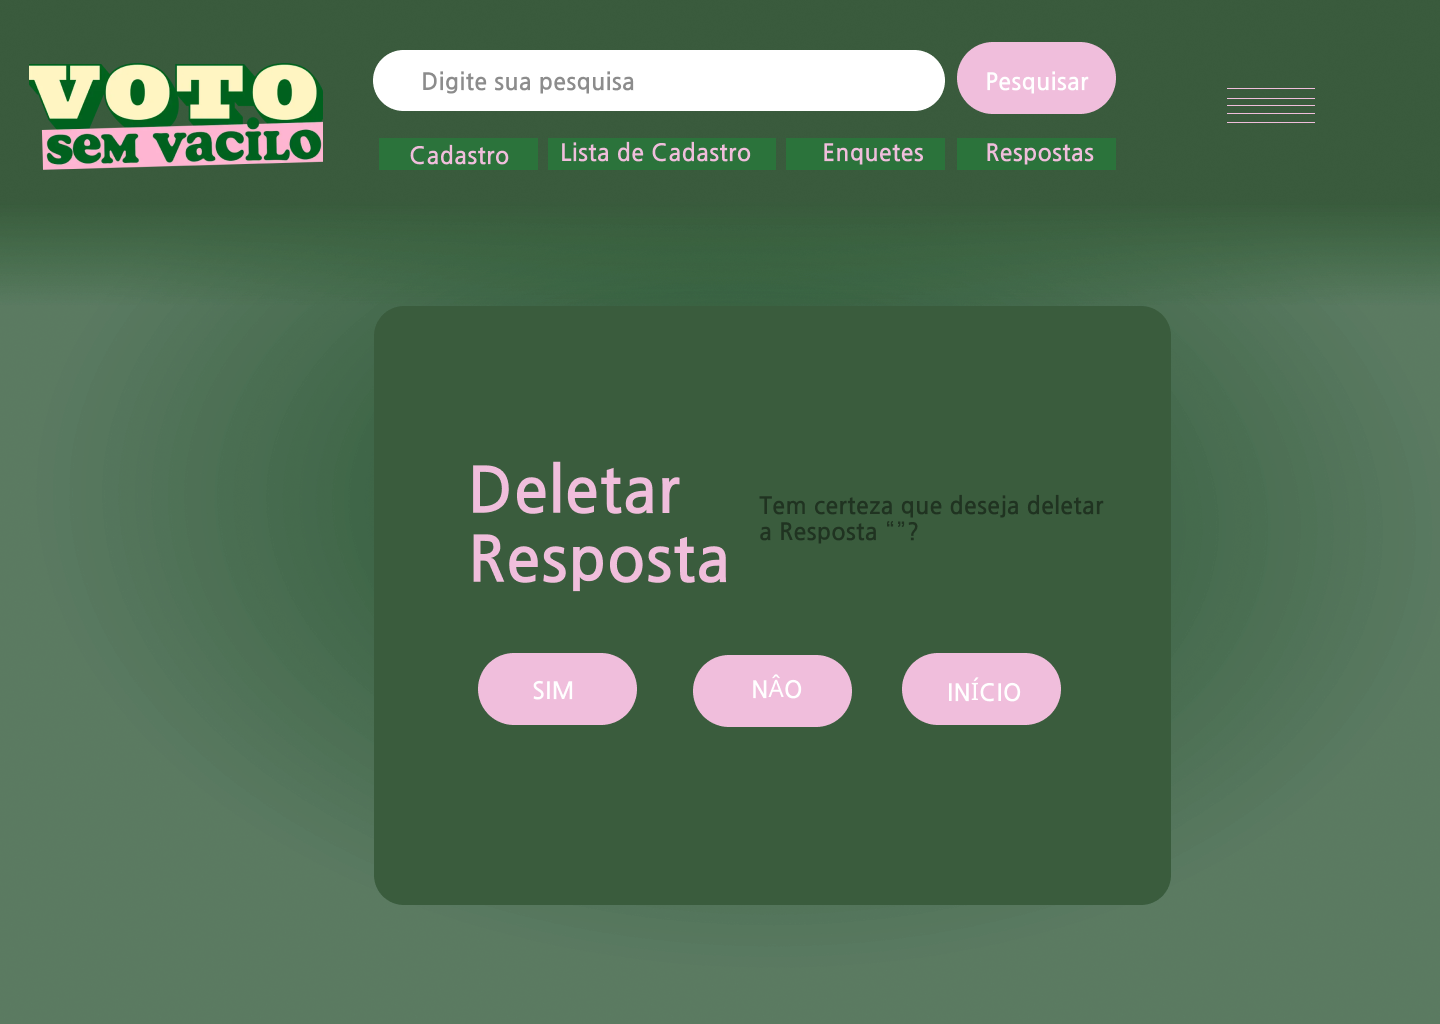 VOTO
SEM VACILO
Digite sua pesquisa
Pesquisar
Cadastro
Lista de Cadastro
Enquetes
Respostas
Deletar
Resposta
Tem certeza que deseja deletar
a Resposta “”?
SIM
NÂO
INÍCIO